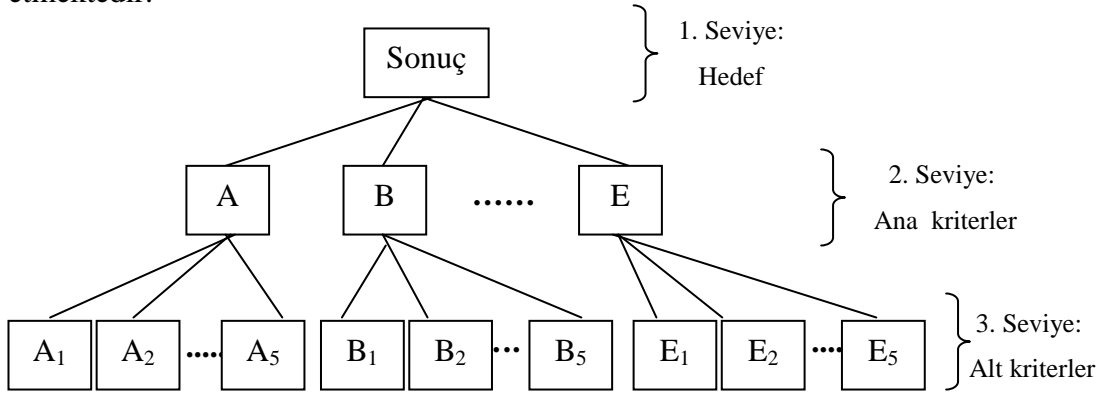 Sonuç
1. Seviye:
Hedef
A
B
......
E
2. Seviye:
Ana kriterler
A1
A2
.....
A5
B1
B2
...
B5
E1
E2
....
E5
3. Seviye:
Alt kriterler